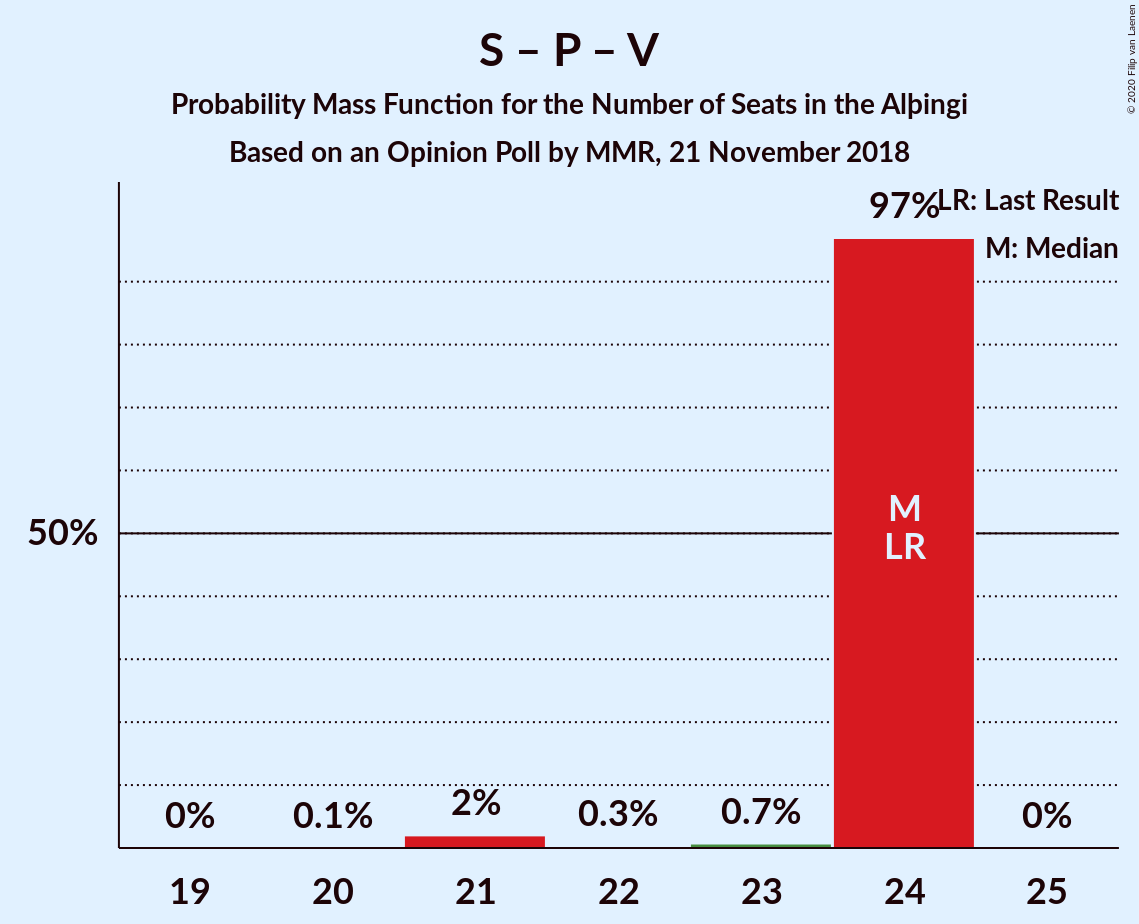 S – P – V
Probability Mass Function for the Number of Seats in the Alþingi
Based on an Opinion Poll by MMR, 21 November 2018
© 2020 Filip van Laenen
LR: Last Result
M: Median
97%
50%
M
LR
0%
0.1%
2%
0.3%
0.7%
0%
19
20
21
22
23
24
25